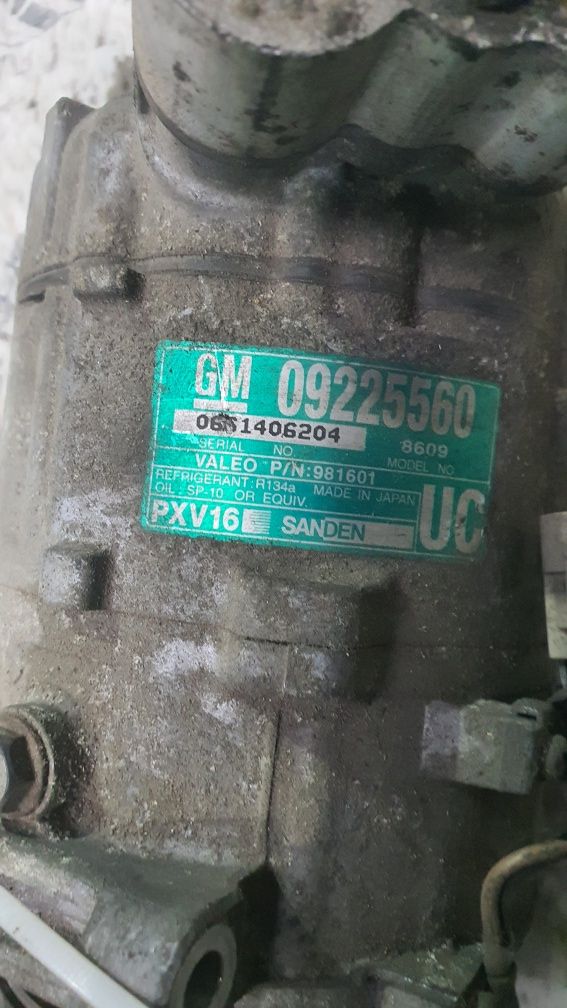 GM 09225560
1406204 8609
SERIAL NO. MODEL NO
VALEO P/N:981601
REFRIGERANT:R134a MADE IN JAPAN
OIL: SP-10 OR EQUIV.
PXV16 SANDEN UC